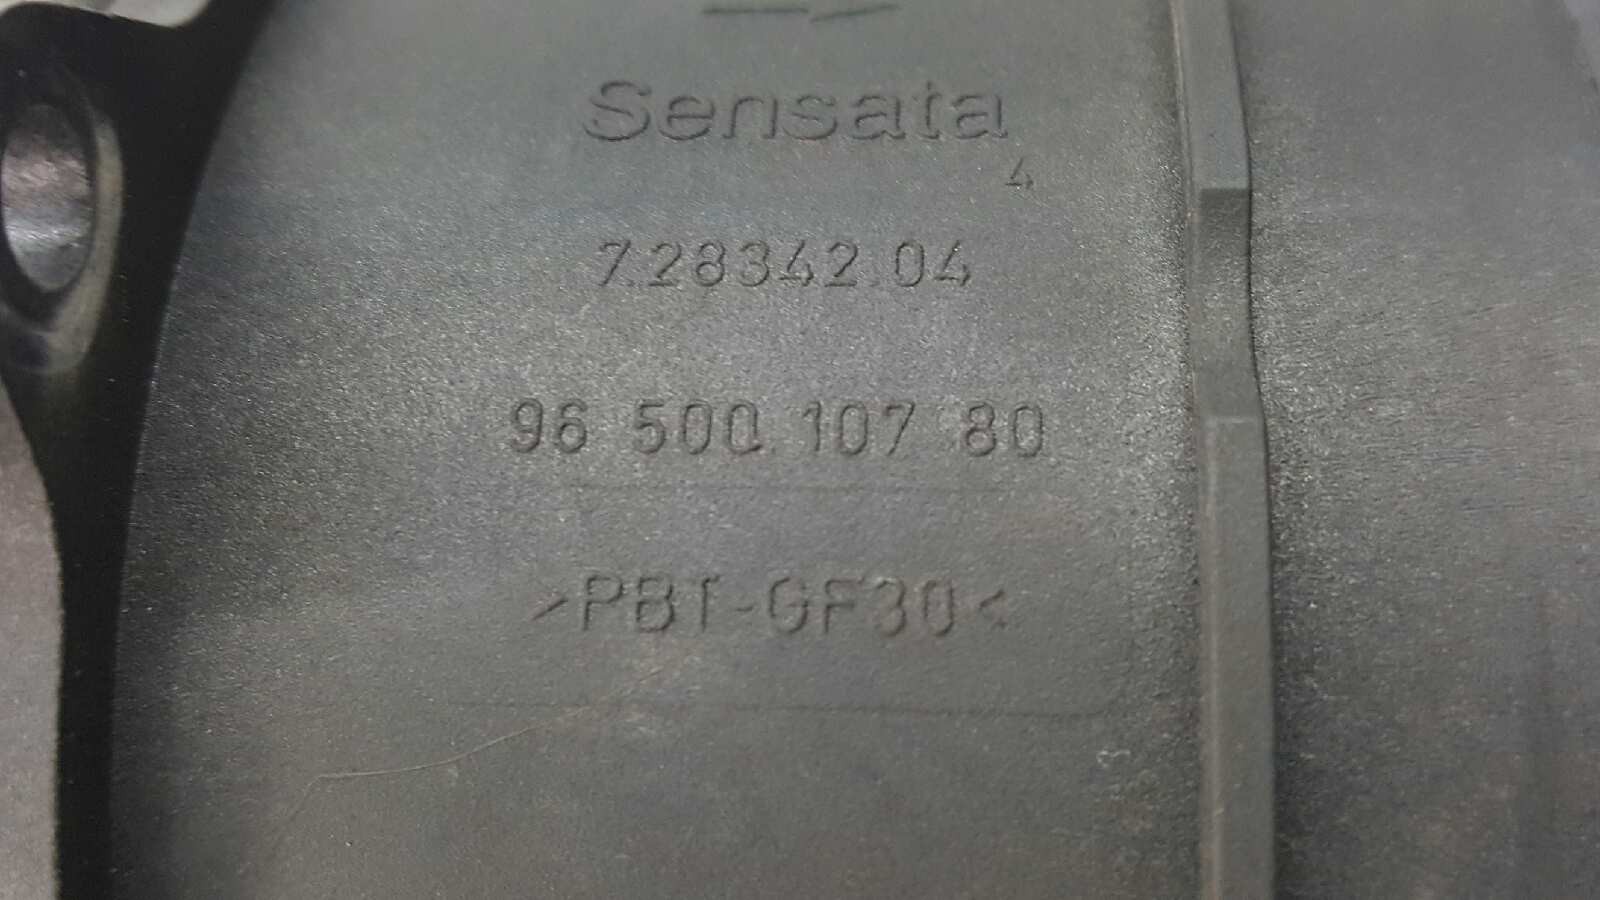 Sensata
4
7.28342.04
96 500 107 80
>PBT-GF30<